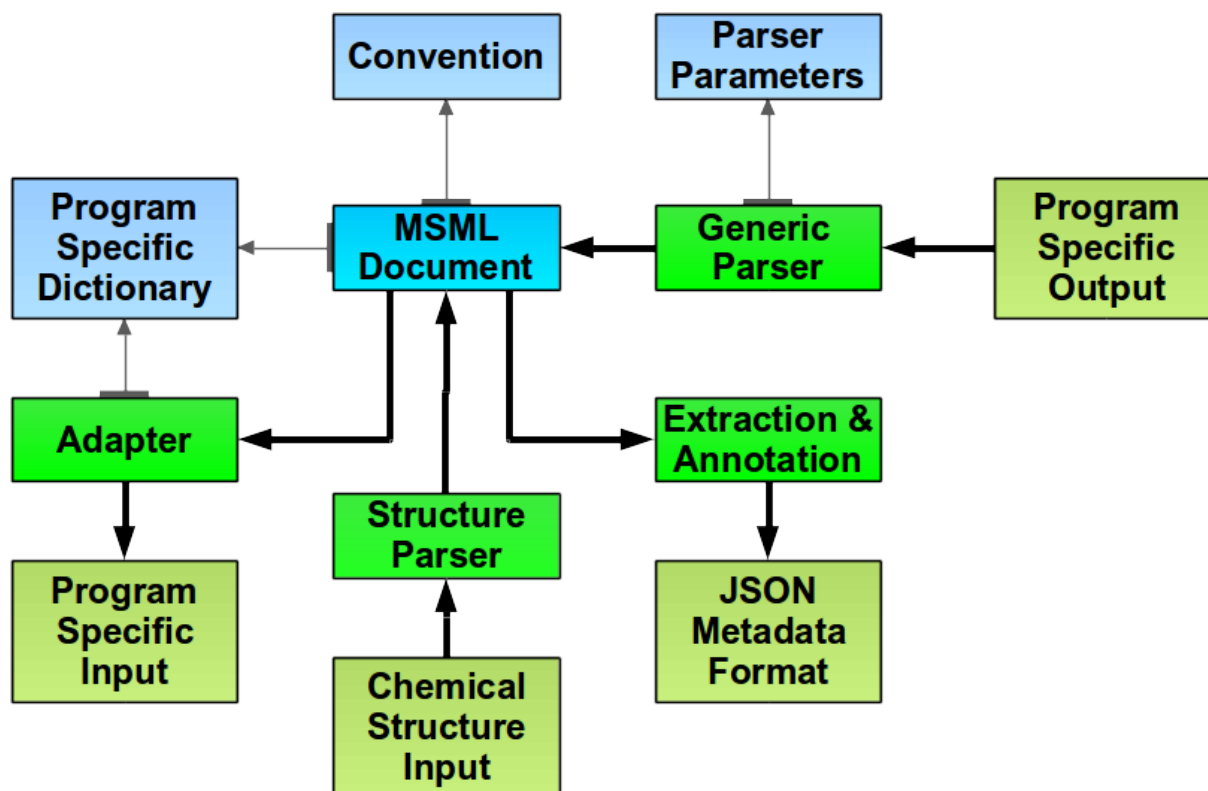 Convention
Parser
Parameters
Program
Specific
Dictionary
MSML
Document
Generic
Parser
Program
Specific
Output
Adapter
Extraction &
Annotation
Structure
Parser
Program
Specific
Input
JSON
Metadata
Format
Chemical
Structure
Input